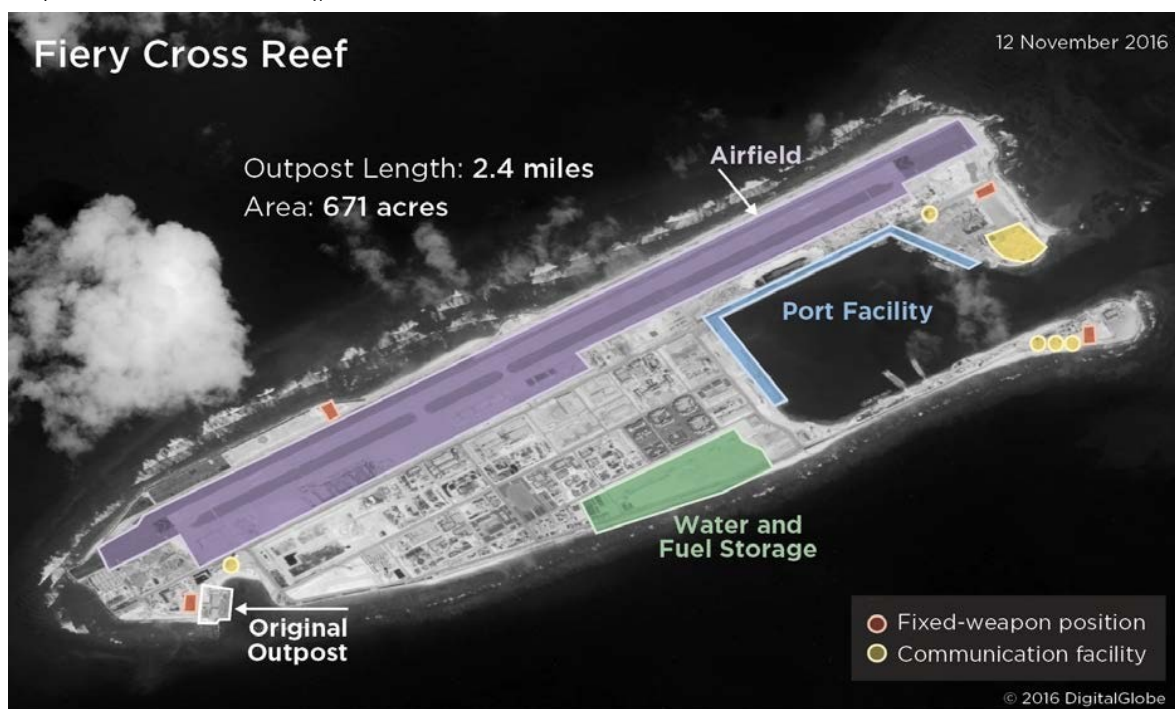 Fiery Cross Reef
12 November 2016
Outpost Length: 2.4 miles
Area: 671 acres
Airfield
Port Facility
Water and
Fuel Storage
Original
Outpost
Fixed-weapon position
Communication facility
© 2016 DigitalGlobe